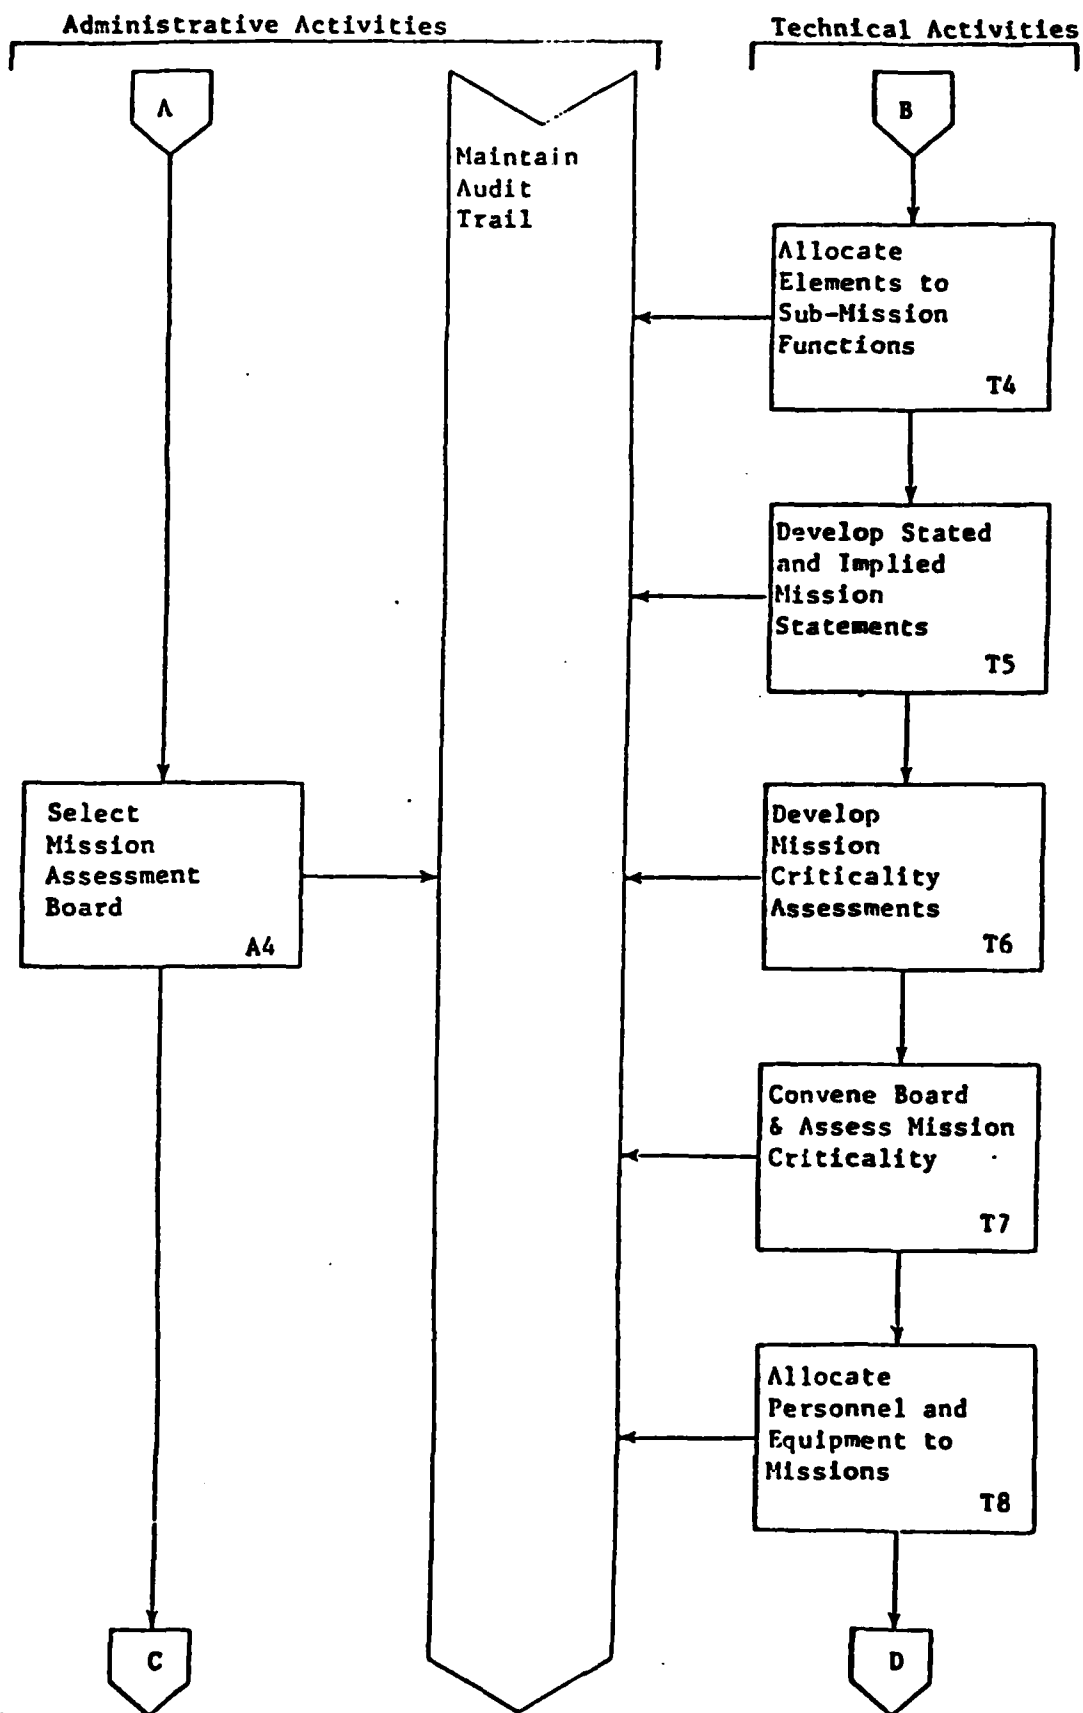 Administrative Activities
Technical Activities
A
B
Maintain
Audit
Trail
Allocate
Elements to
Sub-Mission
Functions
T4
Develop Stated
and Implied
Mission
Statements
T5
Select
Mission
Assessment
Board
A4
Develop
Mission
Criticality
Assessments
T6
Convene Board
& Assess Mission
Criticality
T7
Allocate
Personnel and
Equipment to
Missions
T8
C
D